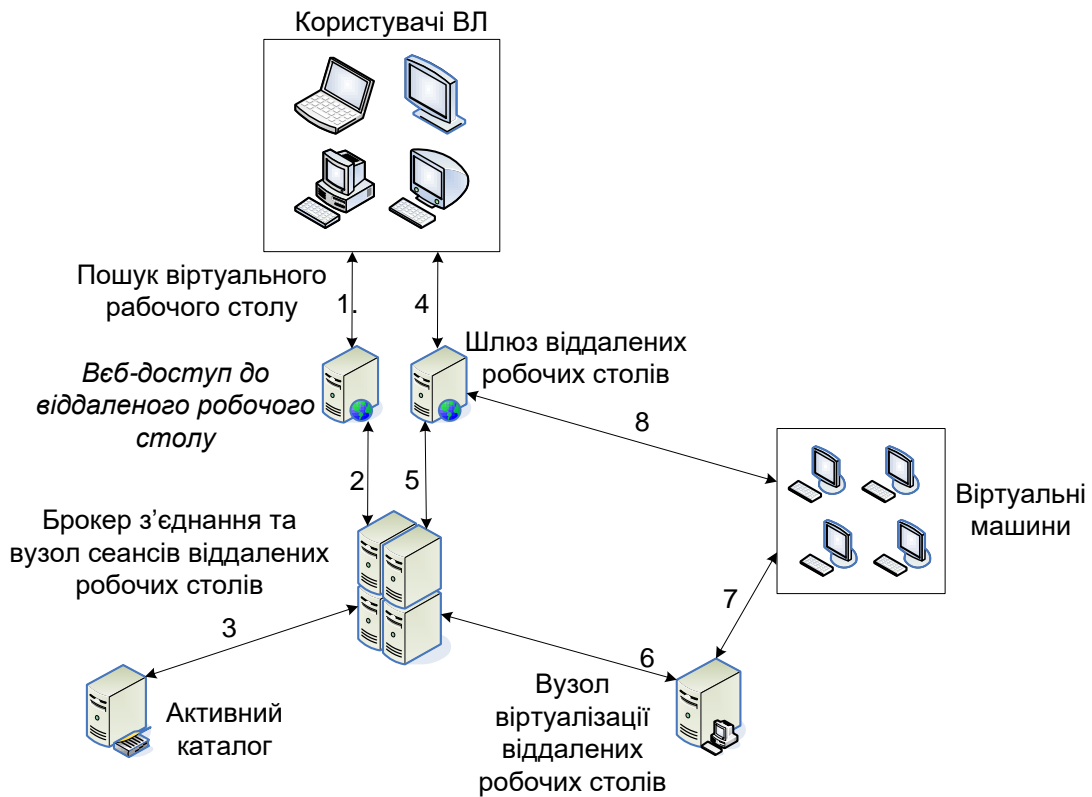 Користувачі ВЛ
Пошук віртуального
рабочого столу
1.
4
Вєб-доступ до
віддаленого робочого
столу
Шлюз віддалених
робочих столів
8
2
5
Віртуальні
машини
Брокер з’єднання та
вузол сеансів віддалених
робочих столів
7
3
6
Активний
каталог
Вузол
віртуалізації
віддалених
робочих столів